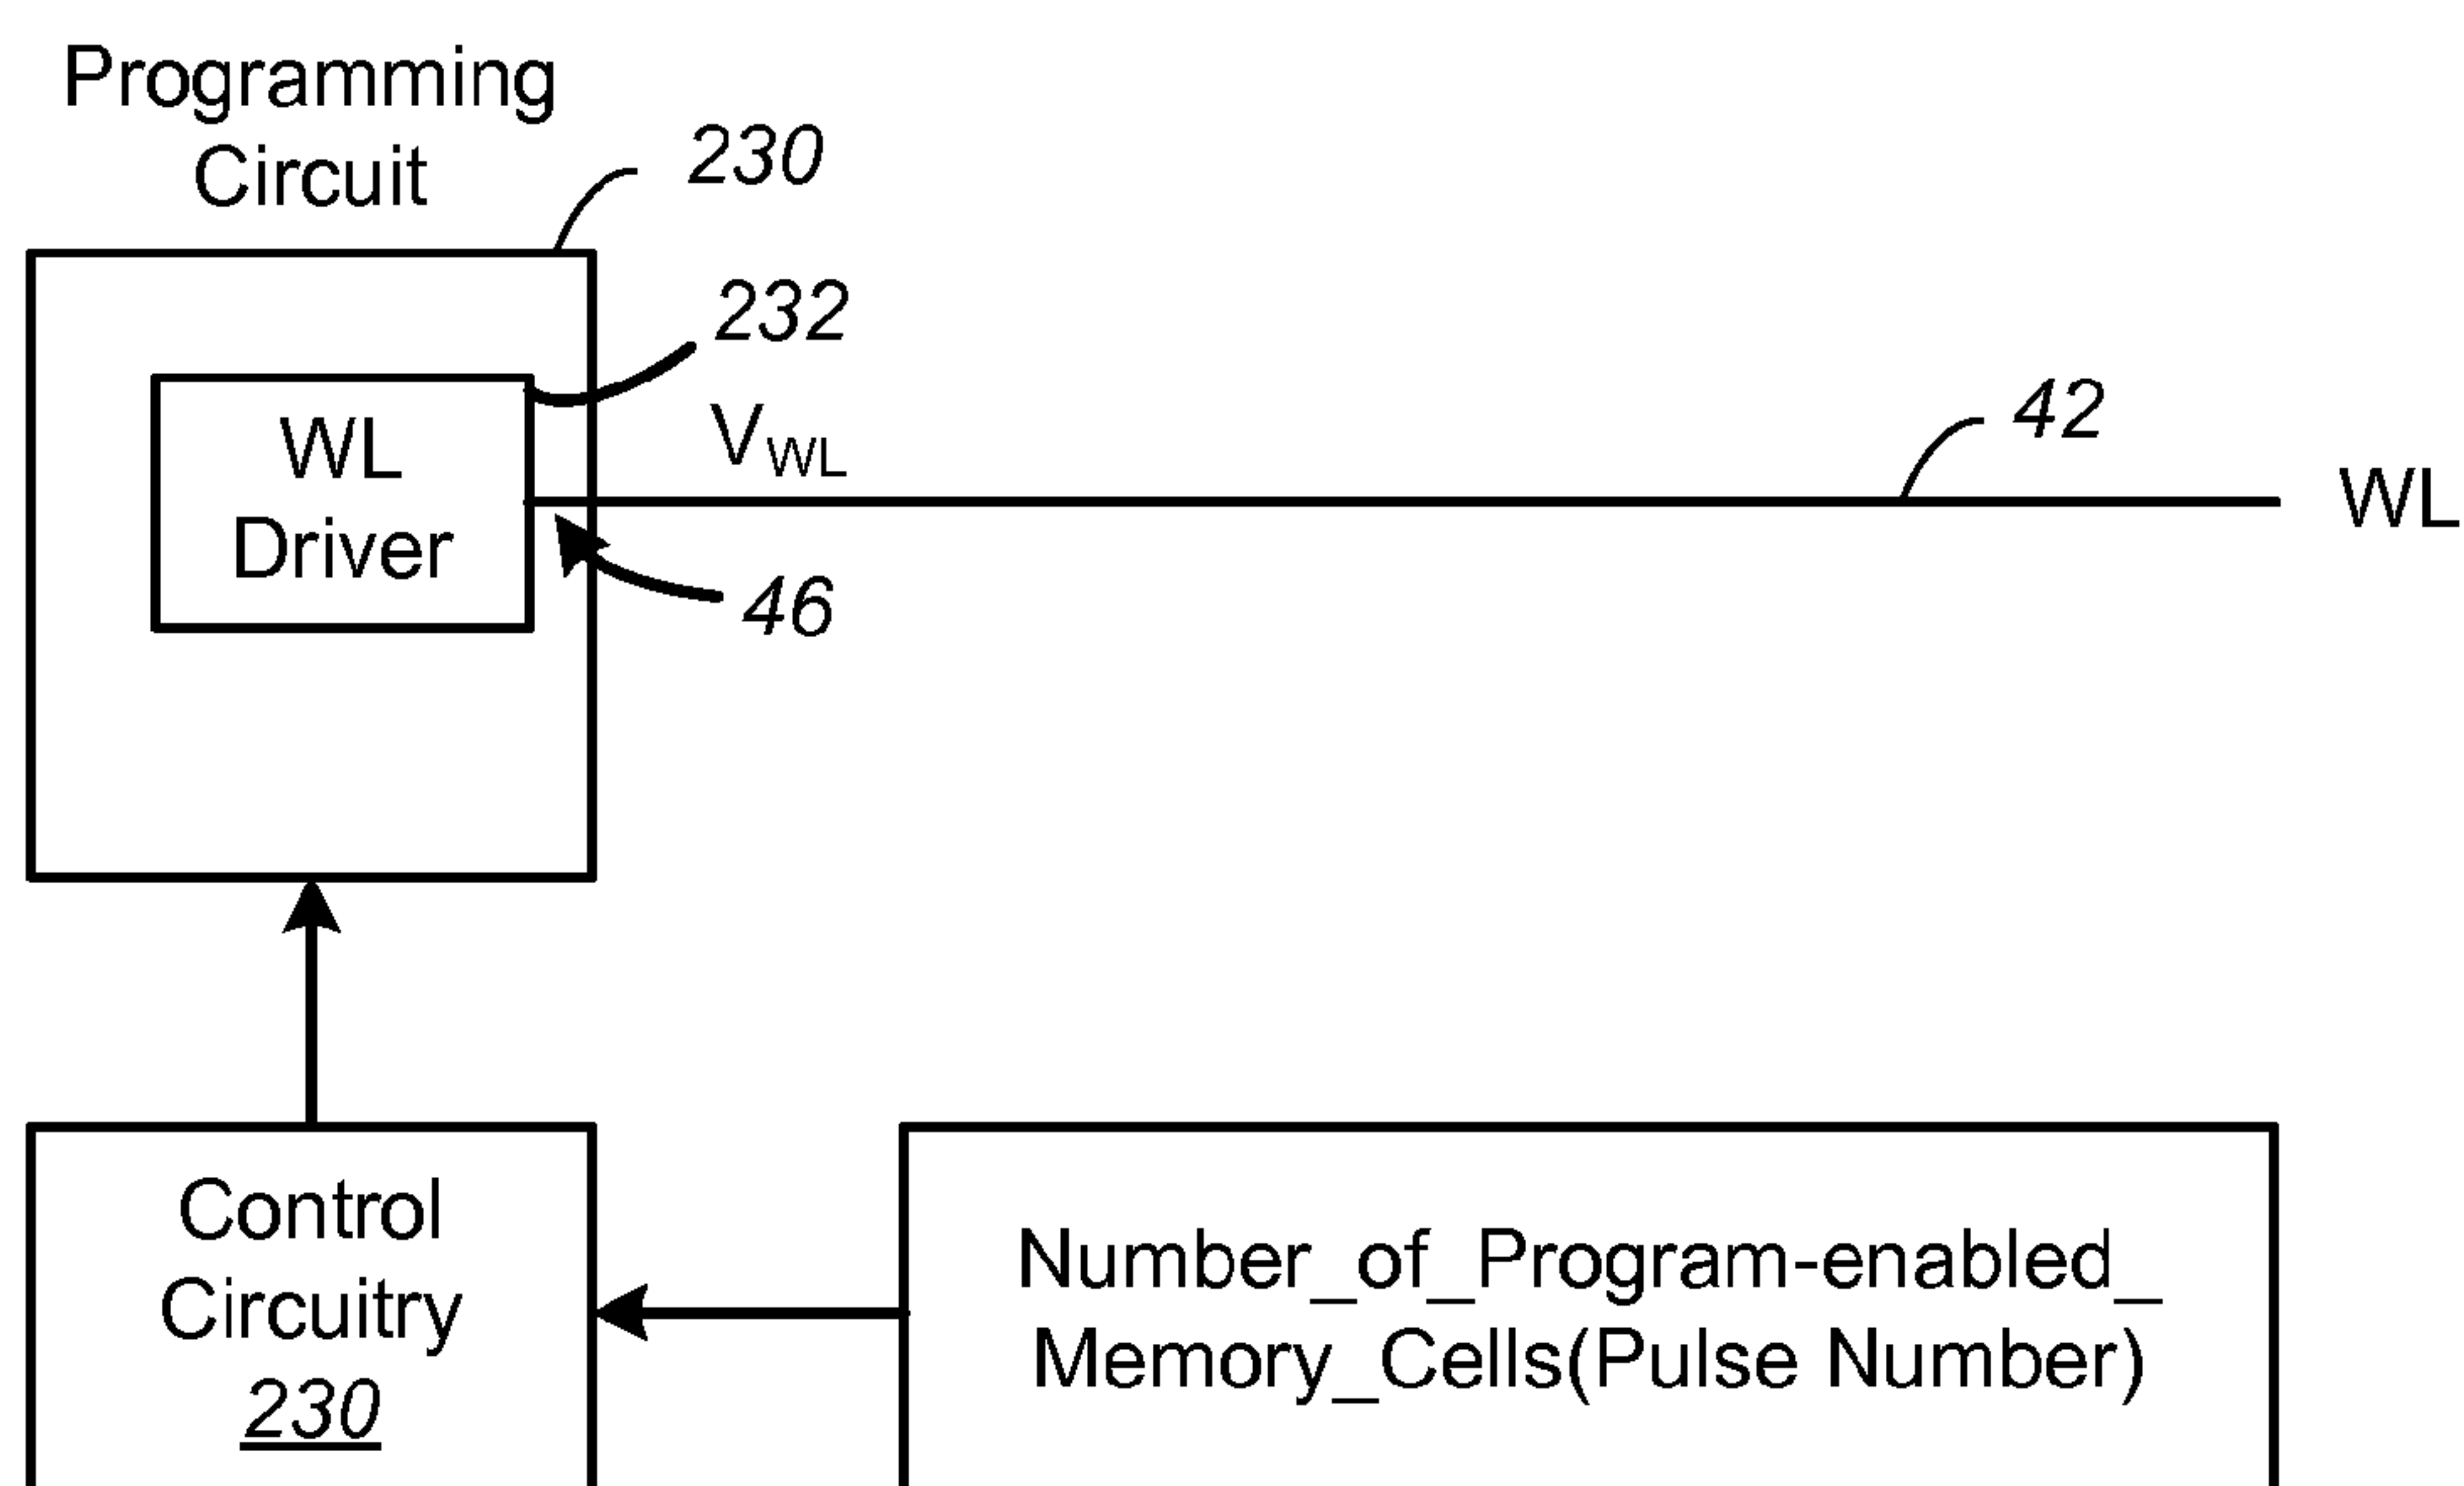 Programming
Circuit
230
232
WL
Driver
VWL
42
WL
46
Control
Circuitry
230
Number_of_Program-enabled_
Memory_Cells(Pulse Number)